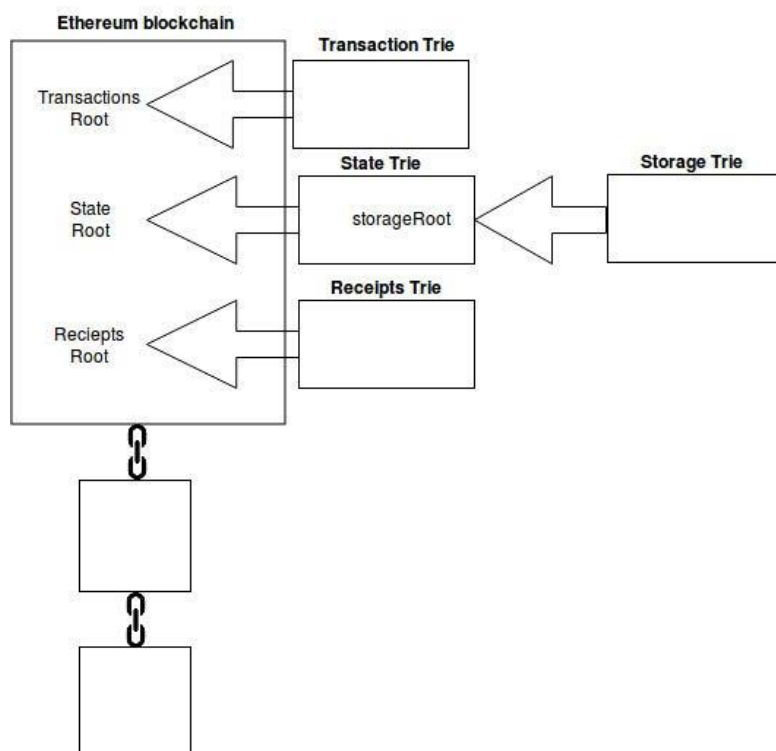 Ethereum blockchain
Transaction Trie
Transactions
Root
State Trie
Storage Trie
State
Root
storageRoot
Receipts Trie
Reciepts
Root